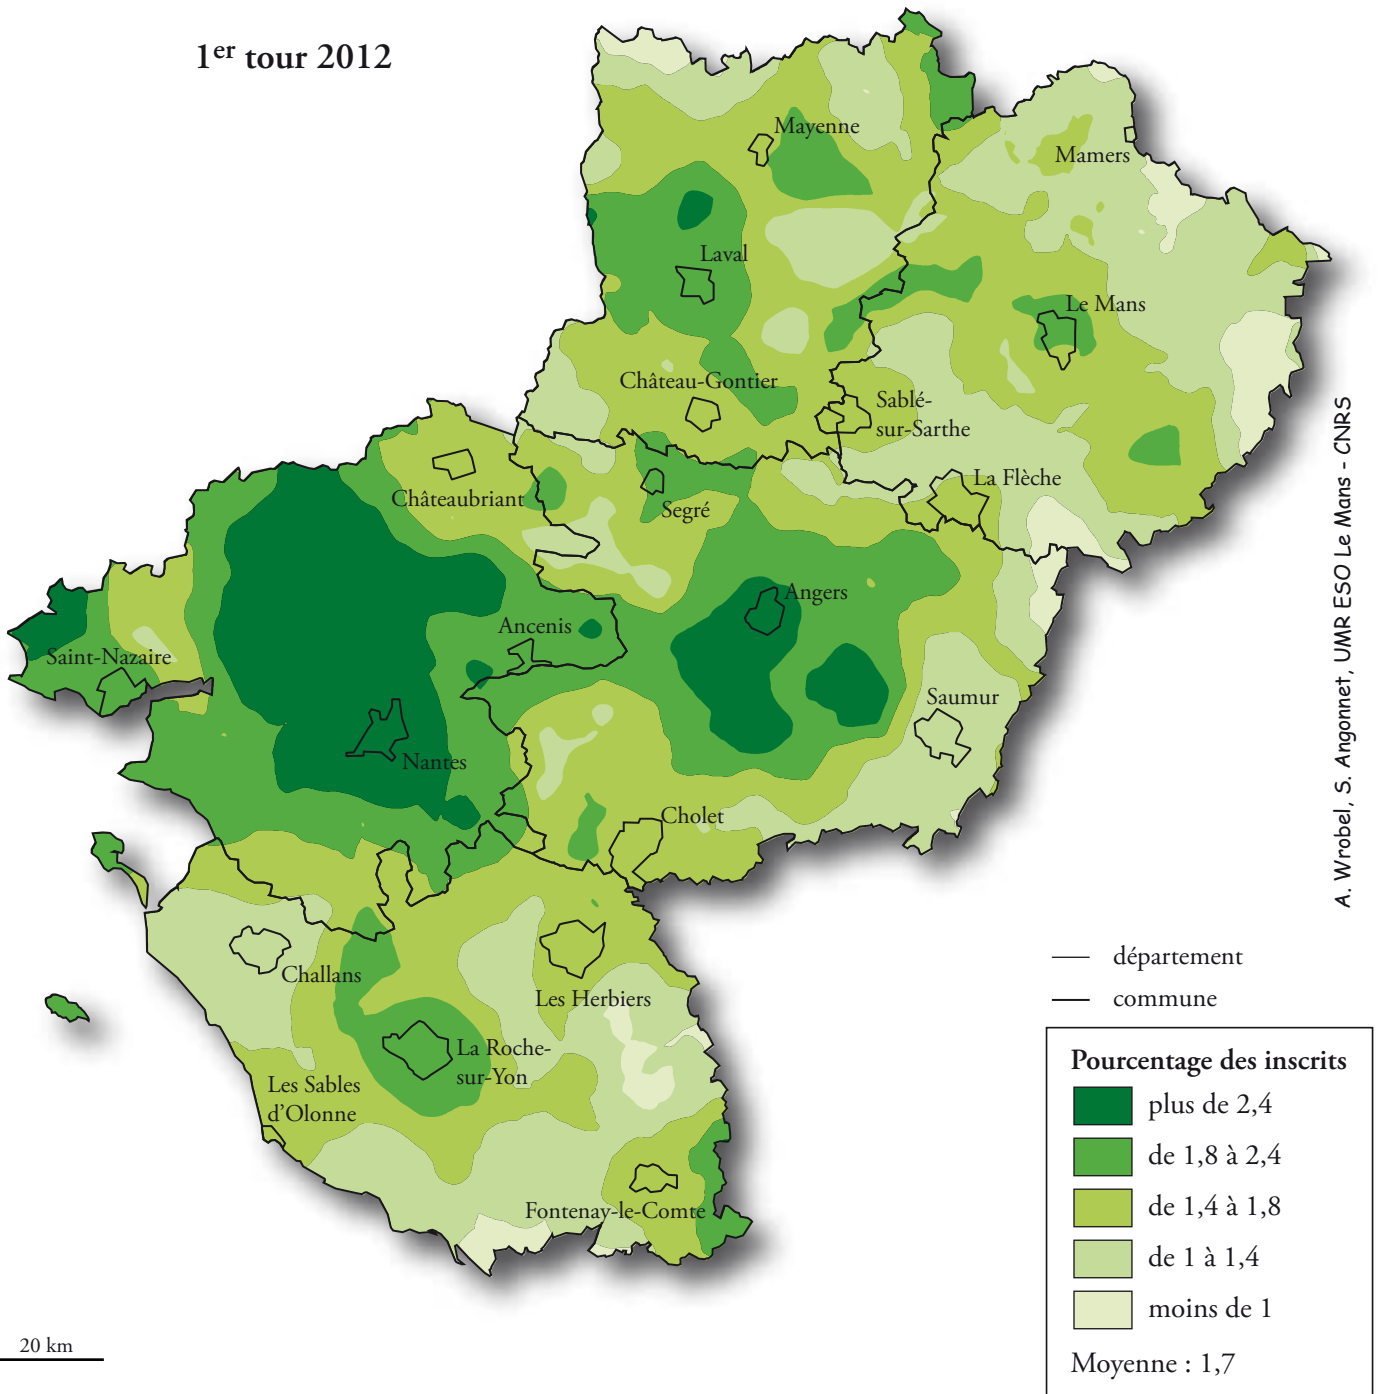 1er tour 2012
Mayenne
Mamers
Laval
Le Mans
Château-Gontier
Sablé-
sur-Sarthe
La Flèche
Châteaubriant
Segré
Angers
Ancenis
Saint-Nazaire
Saumur
Nantes
Cholet
Challans
Les Herbiers
La Roche-
sur-Yon
Les Sables
d'Olonne
Fontenay-le-Comte
A. Wrobel, S. Angonnet, UMR ESO Le Mans - CNRS
département
commune
Pourcentage des inscrits
plus de 2,4
de 1,8 à 2,4
de 1,4 à 1,8
de 1 à 1,4
moins de 1
Moyenne : 1,7
20 km